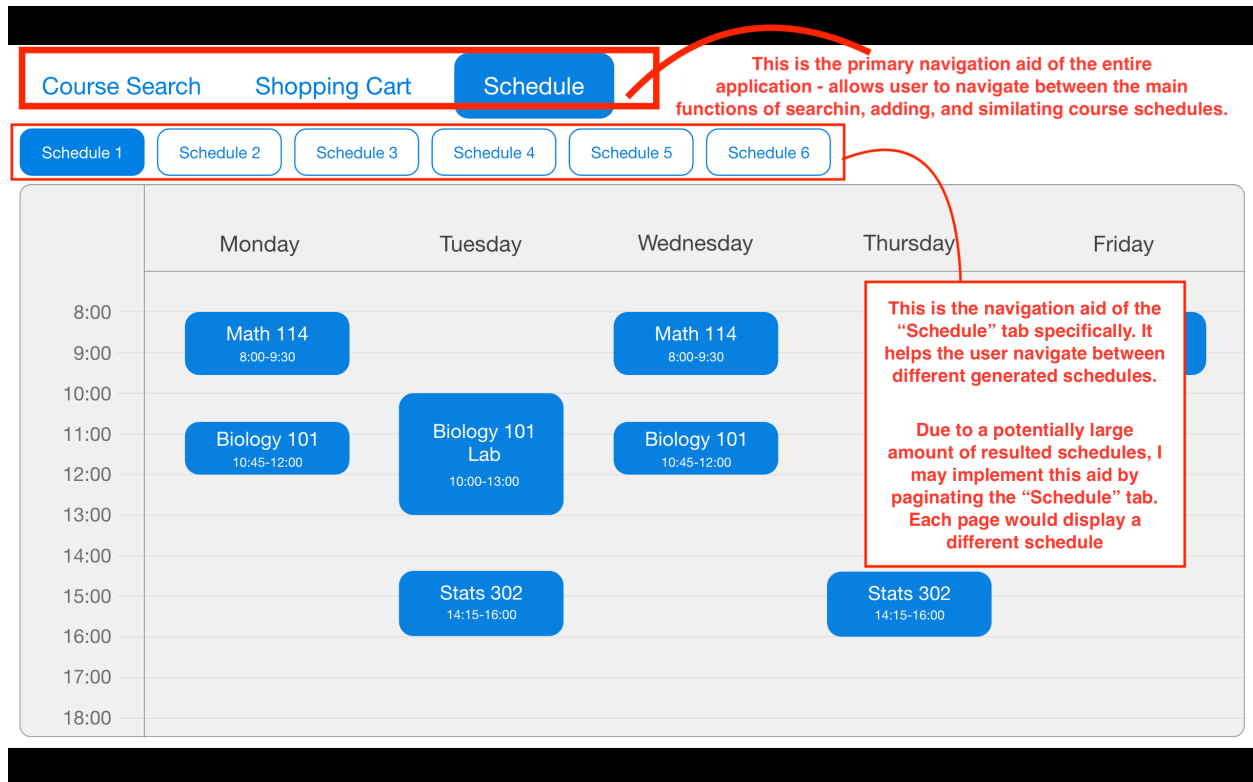 Course Search Shopping Cart Schedule
This is the primary navigation aid of the entire
application - allows user to navigate between the main
functions of searchin, adding, and similating course schedules.
Schedule 1 Schedule 2 Schedule 3 Schedule 4 Schedule 5 Schedule 6
Monday Tuesday Wednesday Thursday Friday
8:00
9:00
10:00
11:00
12:00
13:00
14:00
15:00
16:00
17:00
18:00
Math 114
8:00-9:30
Biology 101
10:45-12:00
Biology 101
Lab
10:00-13:00
Stats 302
14:15-16:00
Math 114
8:00-9:30
Biology 101
10:45-12:00
Stats 302
14:15-16:00
This is the navigation aid of the
“Schedule” tab specifically. It
helps the user navigate between
different generated schedules.
Due to a potentially large
amount of resulted schedules, I
may implement this aid by
paginating the “Schedule” tab.
Each page would display a
different schedule